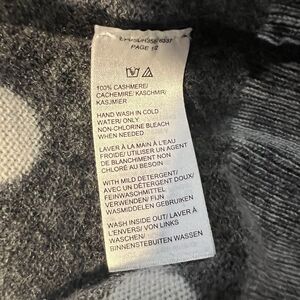 PAGE 12
100% CASHMERE/
CACHEMIRE/ KASCHMIR/
KASJMIER
HAND WASH IN COLD
WATER/ ONLY
NON-CHLORINE BLEACH
WHEN NEEDED
LAVER À LA MAIN A L'EAU
FROIDE/ UTILISER UN AGENT
DE BLANCHIMENT NON
CHLORÉ AU BESOIN
WITH MILD DETERGENT/
AVEC UN DÉTERGENT DOUX/
FEINWASCHMITTEL
VERWENDEN/ FIJN
WASMIDDELEN GEBRUIKEN
WASH INSIDE OUT/ LAVER À
L'ENVERS/ VON LINKS
WASCHEN/
BINNENSTEBUITEN WASSEN